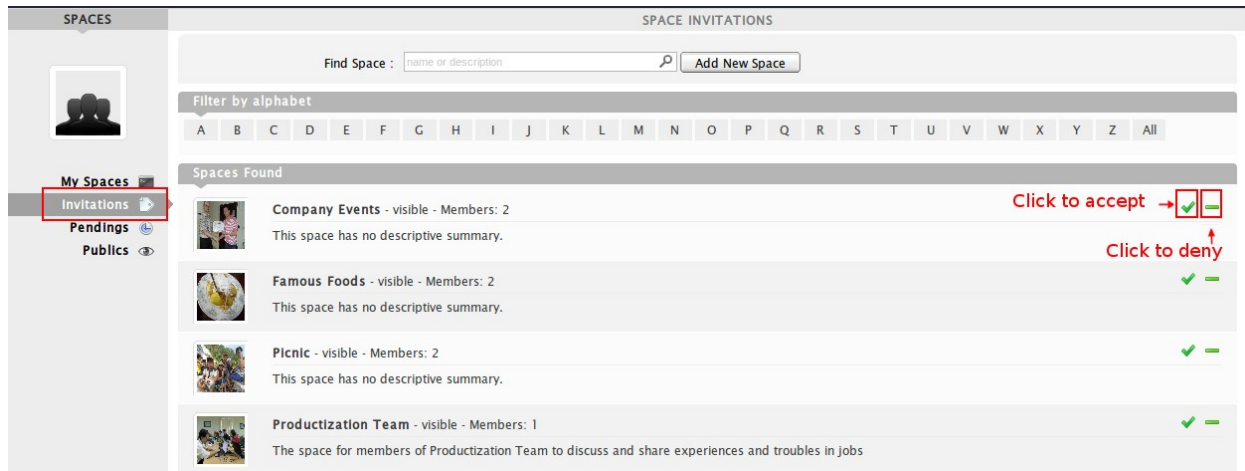 SPACES
SPACE INVITATIONS
Find Space : name or description Add New Space
Filter by alphabet
A B C D E F G H I J K L M N O P Q R S T U V W X Y Z All
My Spaces
Invitations
Pendings
Publics
Spaces Found
Company Events - visible - Members: 2
Click to accept
This space has no descriptive summary.
Click to deny
Famous Foods - visible - Members: 2
This space has no descriptive summary.
Picnic - visible - Members: 2
This space has no descriptive summary.
Productization Team - visible - Members: 1
The space for members of Productization Team to discuss and share experiences and troubles in jobs